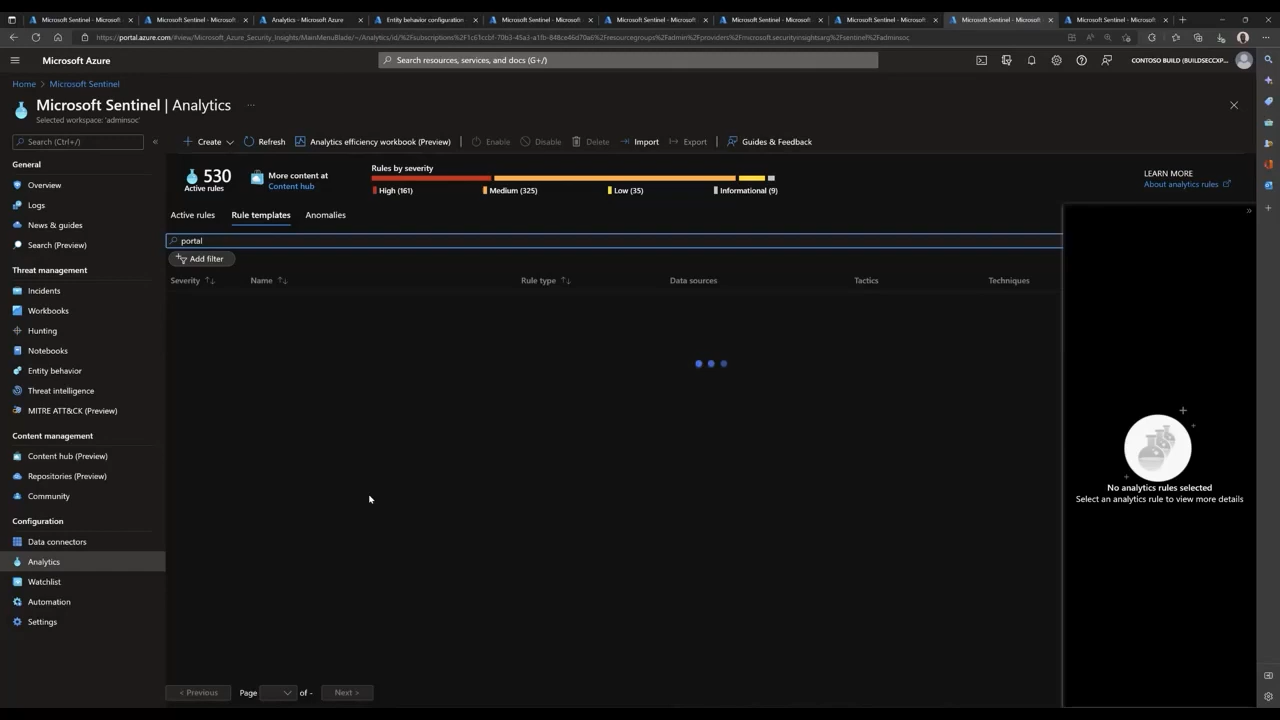 Microsoft Sentinel - Microsoft
Microsoft Sentinel - Microsoft
Analytics - Microsoft Azure
Entity behavior configuration
Microsoft Sentinel - Microsoft
Microsoft Sentinel - Microsoft
Microsoft Sentinel - Microsoft
Microsoft Sentinel - Microsoft
Microsoft Sentinel - Microsoft
Microsoft Sentinel - Microsoft
Microsoft Azure
Search resources, services, and docs (G+/)
CONTOSO BUILD (BUILDSECCXP...
Home > Microsoft Sentinel >
Microsoft Sentinel | Analytics ...
Selected workspace: 'adminsoc'
Search (Ctrl+/)
Create
Refresh
Analytics efficiency workbook (Preview)
Enable
Disable
Delete
Import
Export
Guides & Feedback
General
Overview
Logs
News & guides
Search (Preview)
Threat management
Incidents
Workbooks
Hunting
Notebooks
Entity behavior
Threat intelligence
MITRE ATT&CK (Preview)
Content management
Content hub (Preview)
Repositories (Preview)
Community
Configuration
Data connectors
Analytics
Watchlist
Automation
Settings
530
Active rules
More content at
Content hub
Rules by severity
High (161)
Medium (325)
Low (35)
Informational (9)
LEARN MORE
About analytics rules
Active rules
Rule templates
Anomalies
portal
Add filter
Severity
Name
Rule type
Data sources
Tactics
Techniques
No analytics rules selected
Select an analytics rule to view more details
< Previous
Page
of -
Next >